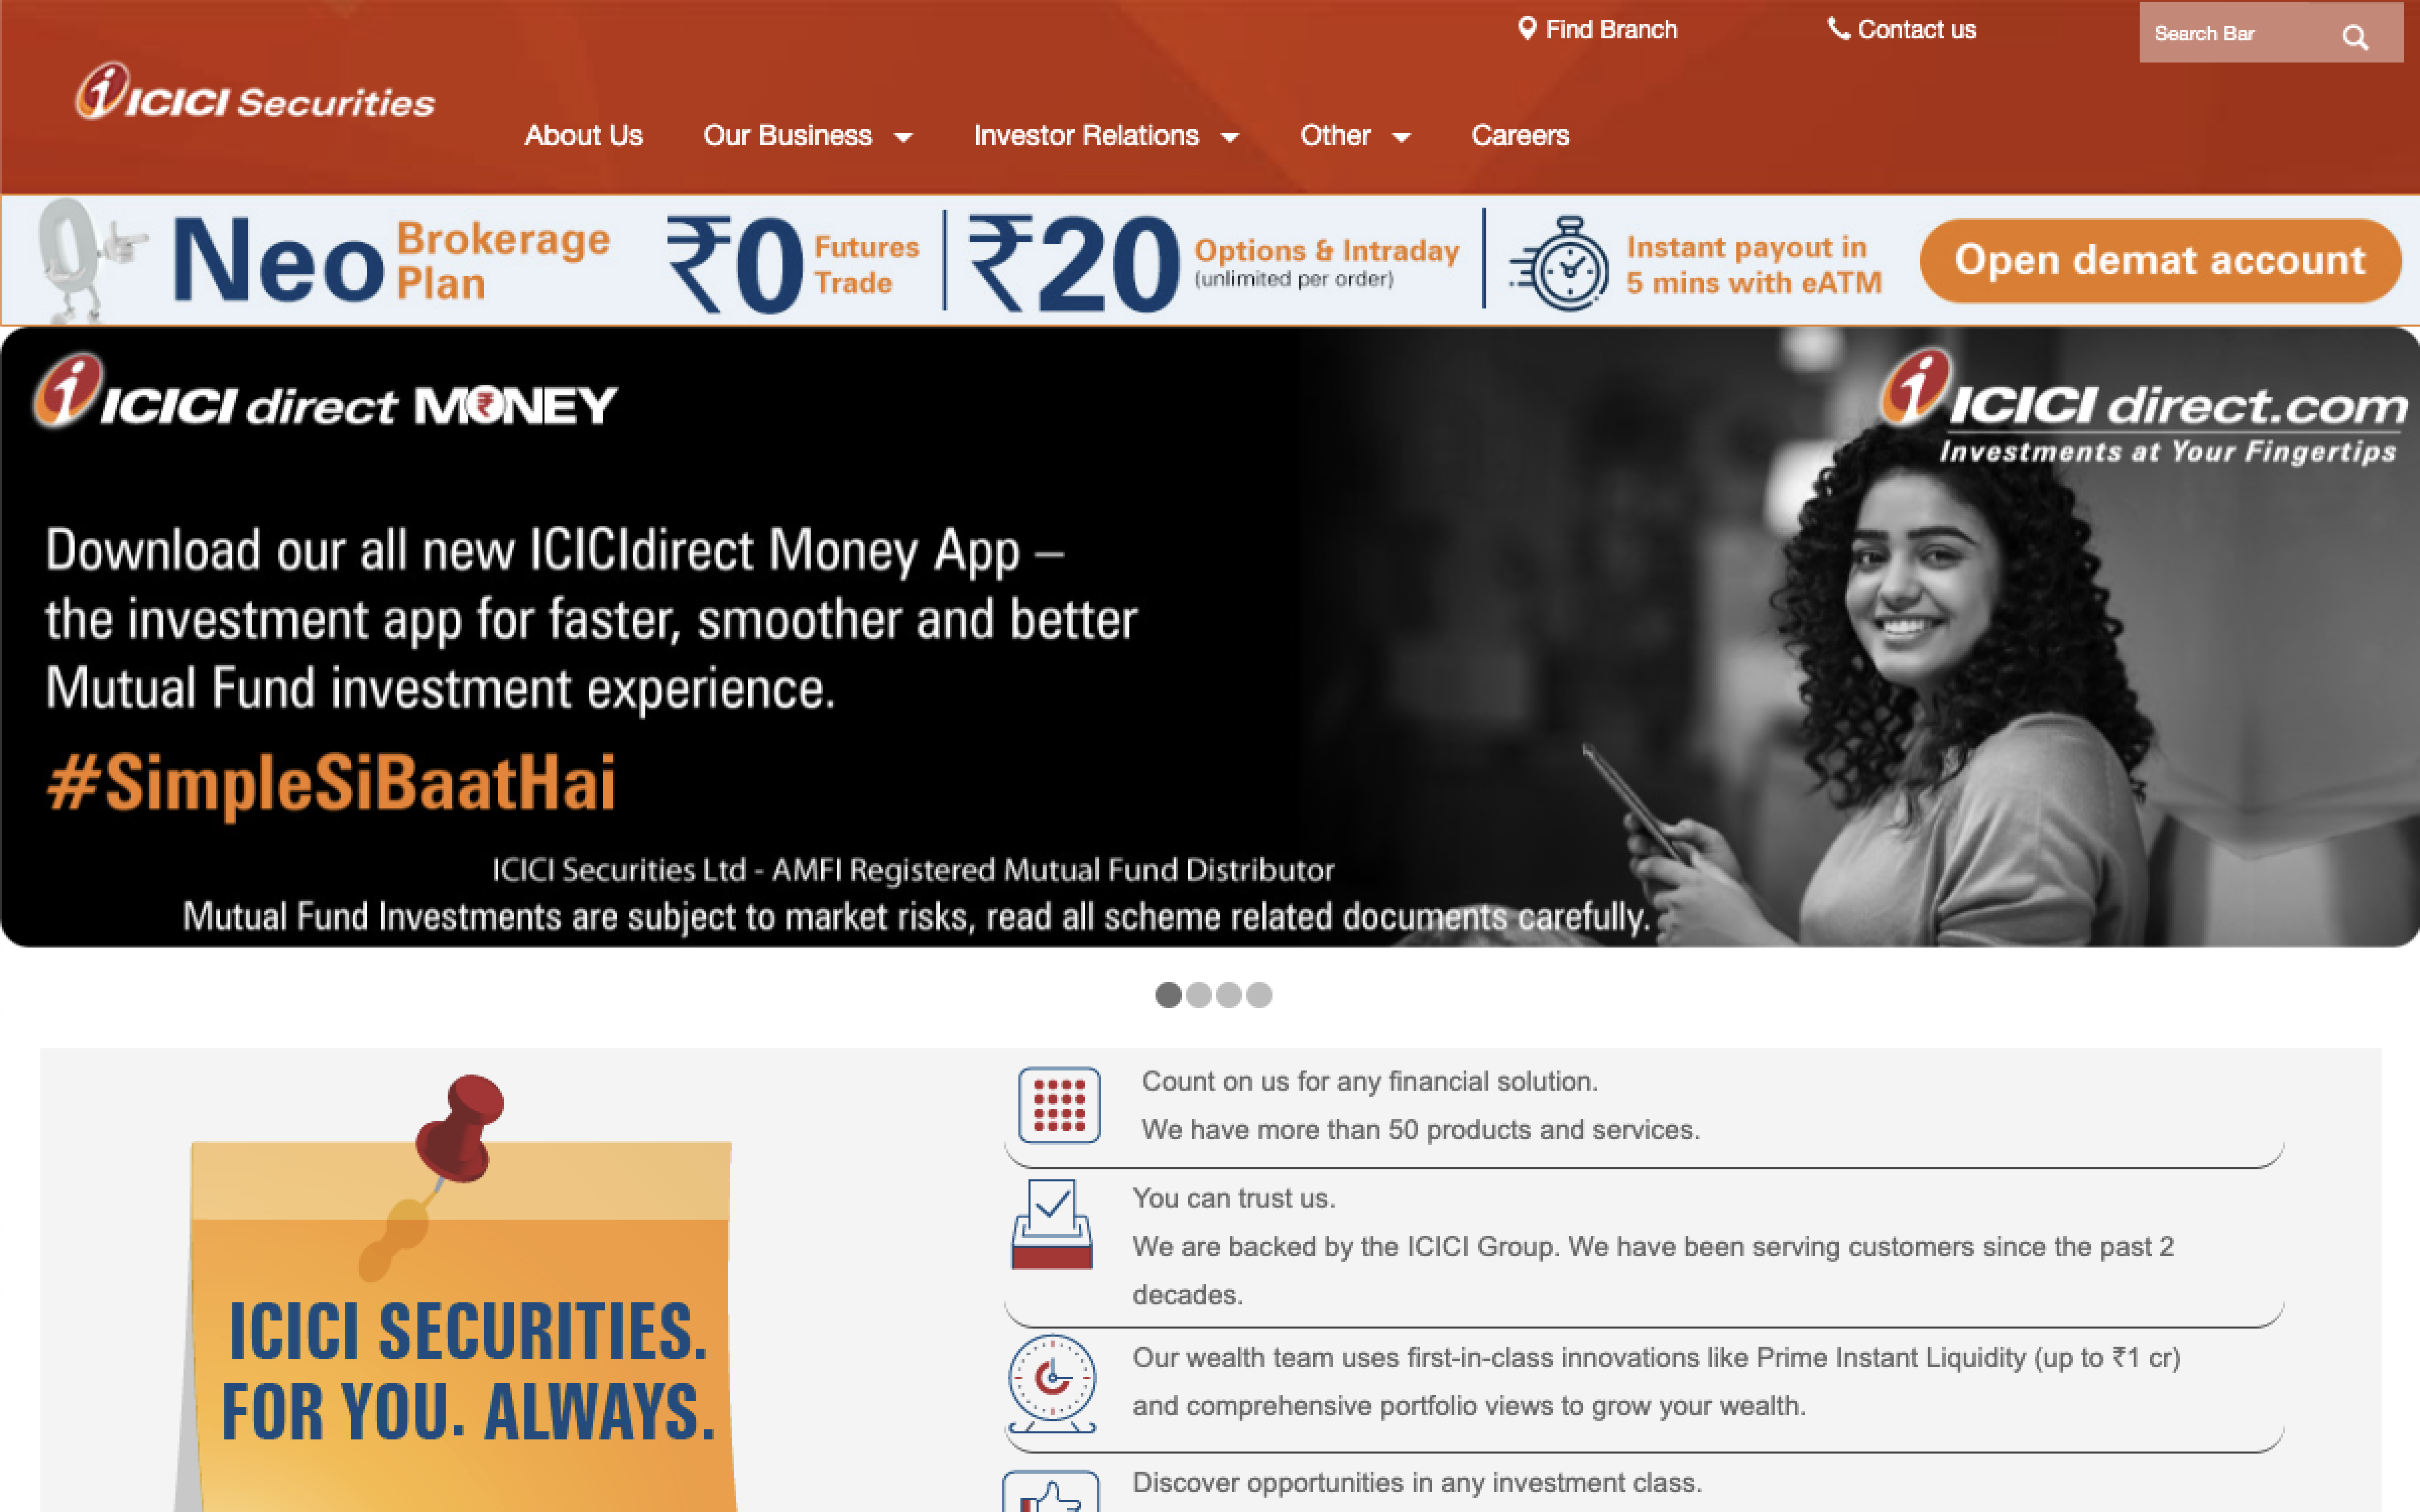 Find Branch
Contact us
Search Bar
ICICI Securities
About Us
Our Business
Investor Relations
Other
Careers
Neo Brokerage Plan
₹0 Futures Trade
₹20 Options & Intraday
(unlimited per order)
Instant payout in
5 mins with eATM
Open demat account
ICICI direct MONEY
ICICI direct.com
Investments at Your Fingertips
Download our all new ICICIdirect Money App –
the investment app for faster, smoother and better
Mutual Fund investment experience.
#SimpleSiBaatHai
ICICI Securities Ltd - AMFI Registered Mutual Fund Distributor
Mutual Fund Investments are subject to market risks, read all scheme related documents carefully.
ICICI SECURITIES.
FOR YOU. ALWAYS.
Count on us for any financial solution.
We have more than 50 products and services.
You can trust us.
We are backed by the ICICI Group. We have been serving customers since the past 2
decades.
Our wealth team uses first-in-class innovations like Prime Instant Liquidity (up to ₹1 cr)
and comprehensive portfolio views to grow your wealth.
Discover opportunities in any investment class.